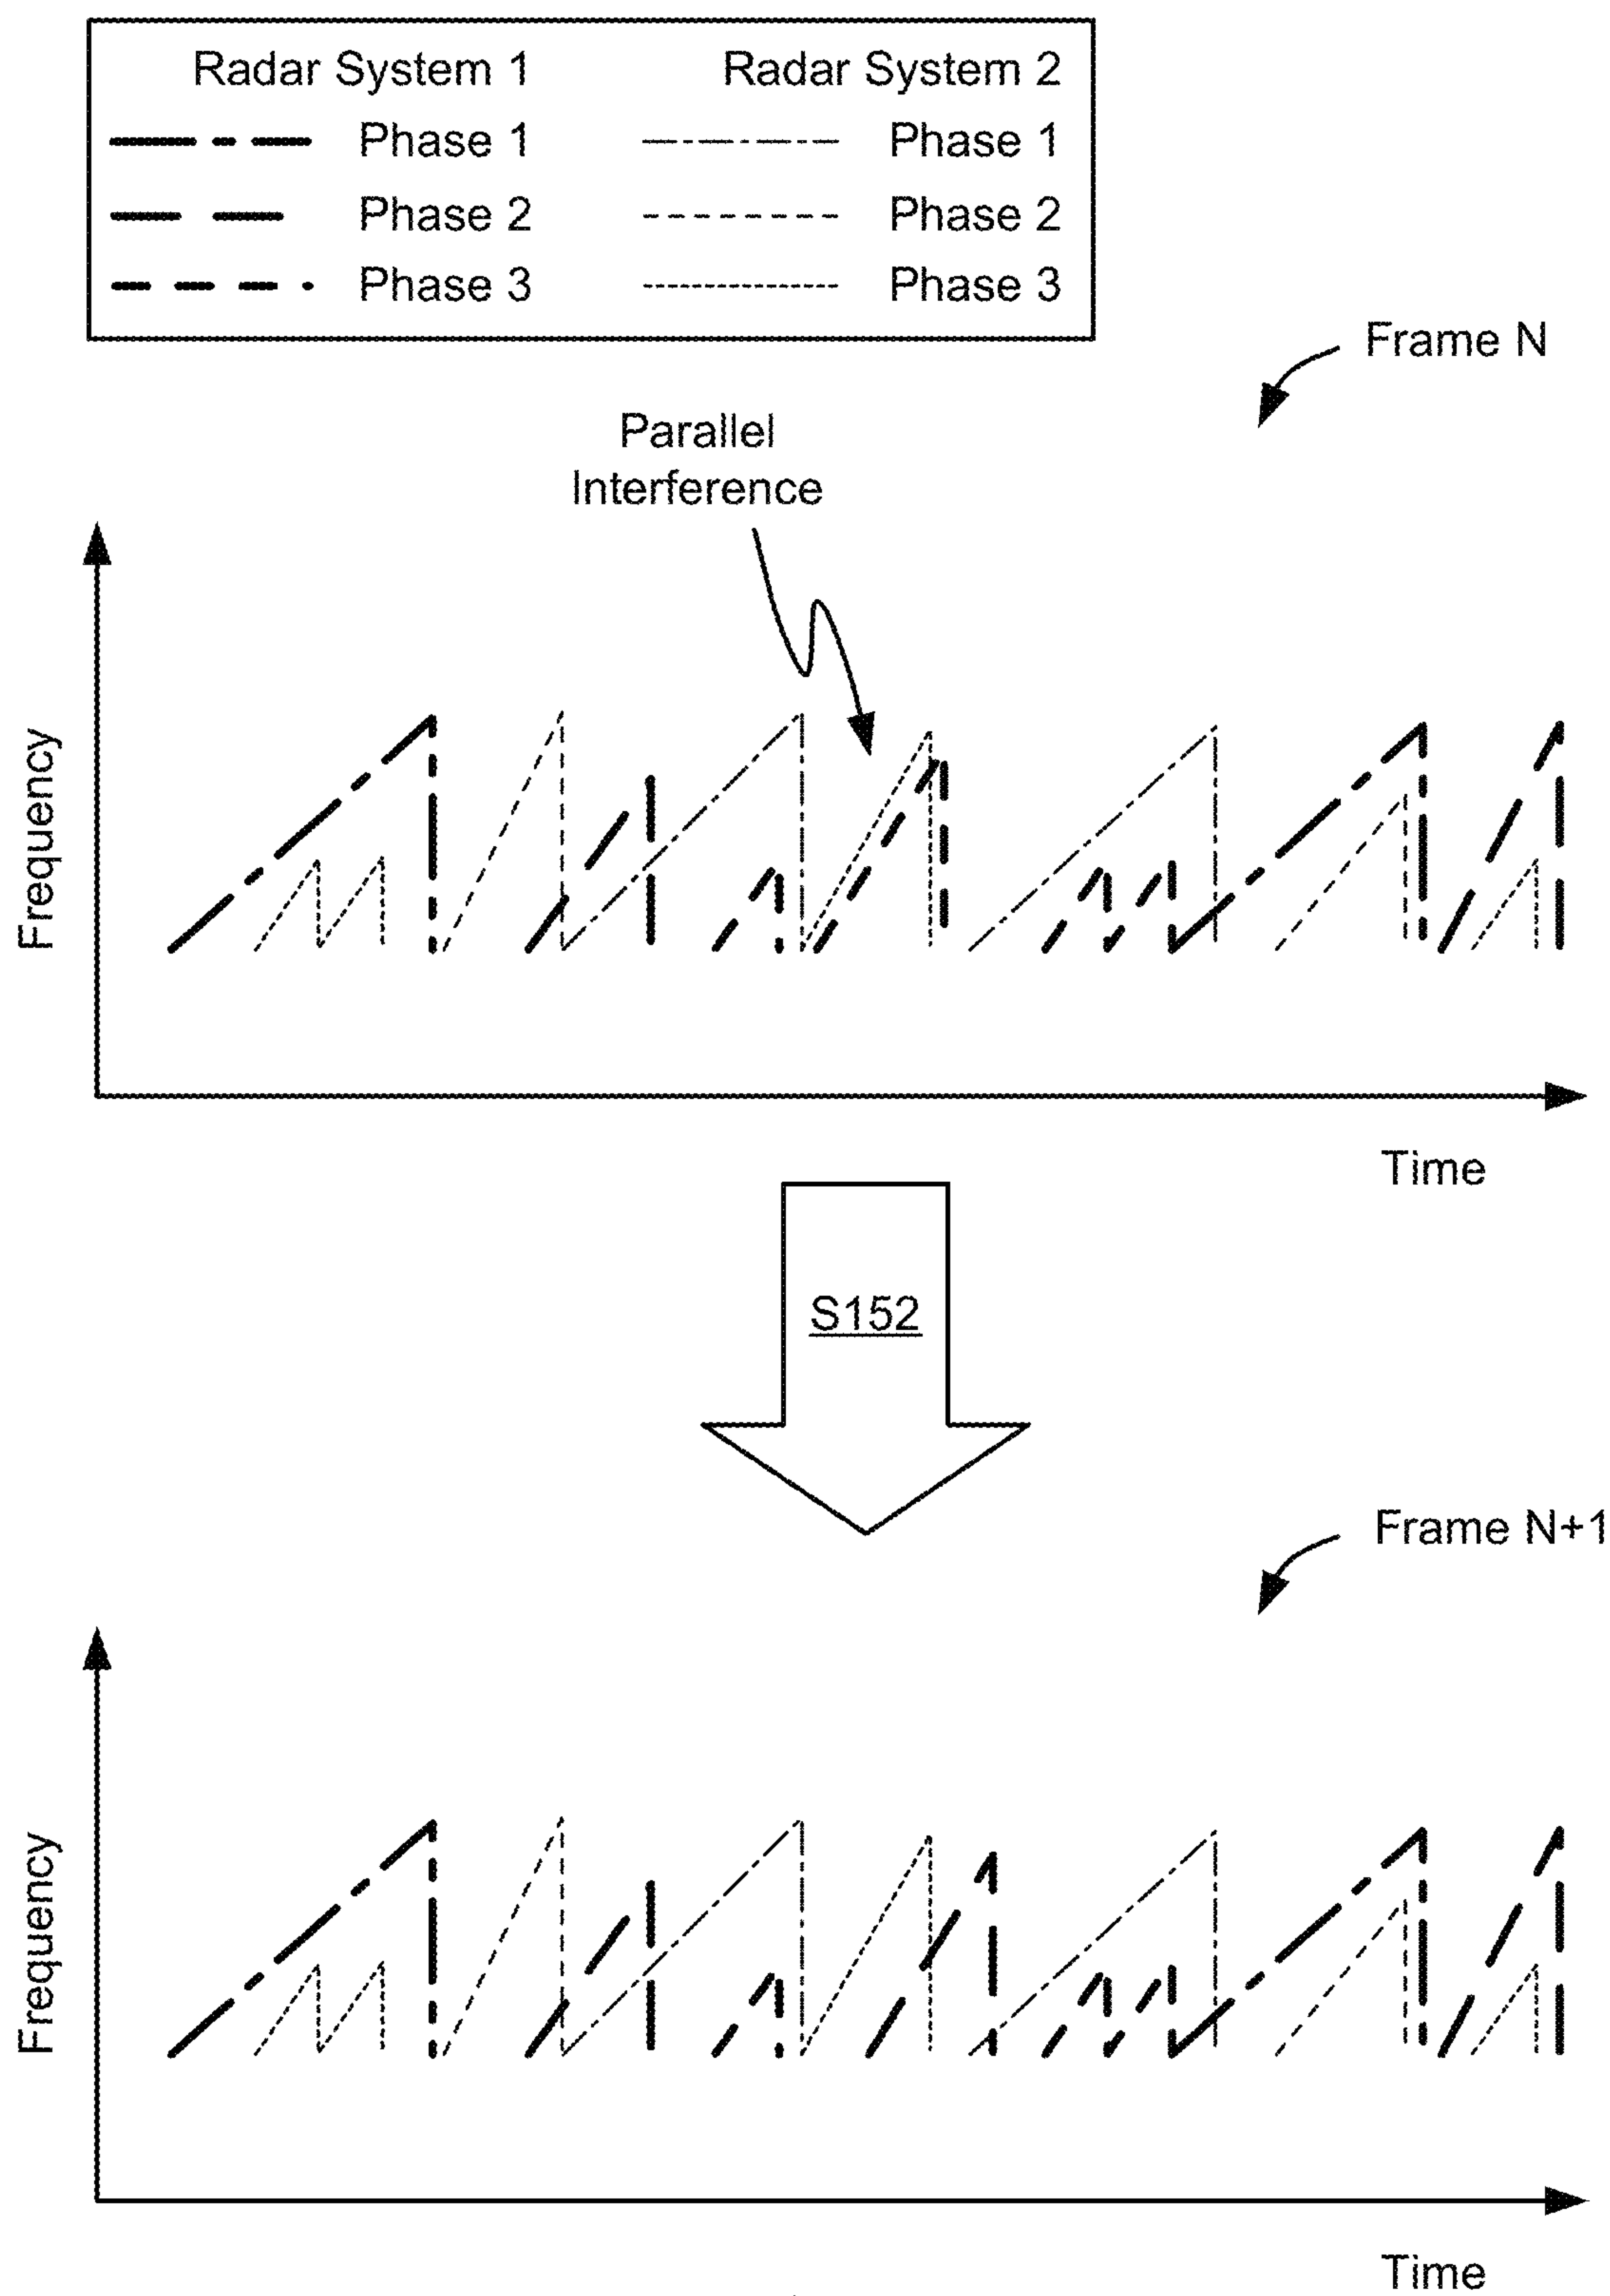 Radar System 1 Radar System 2
Phase 1 Phase 1
Phase 2 Phase 2
Phase 3 Phase 3
Frame N
Parallel
Interference
Frequency
Time
S152
Frame N+1
Frequency
Time